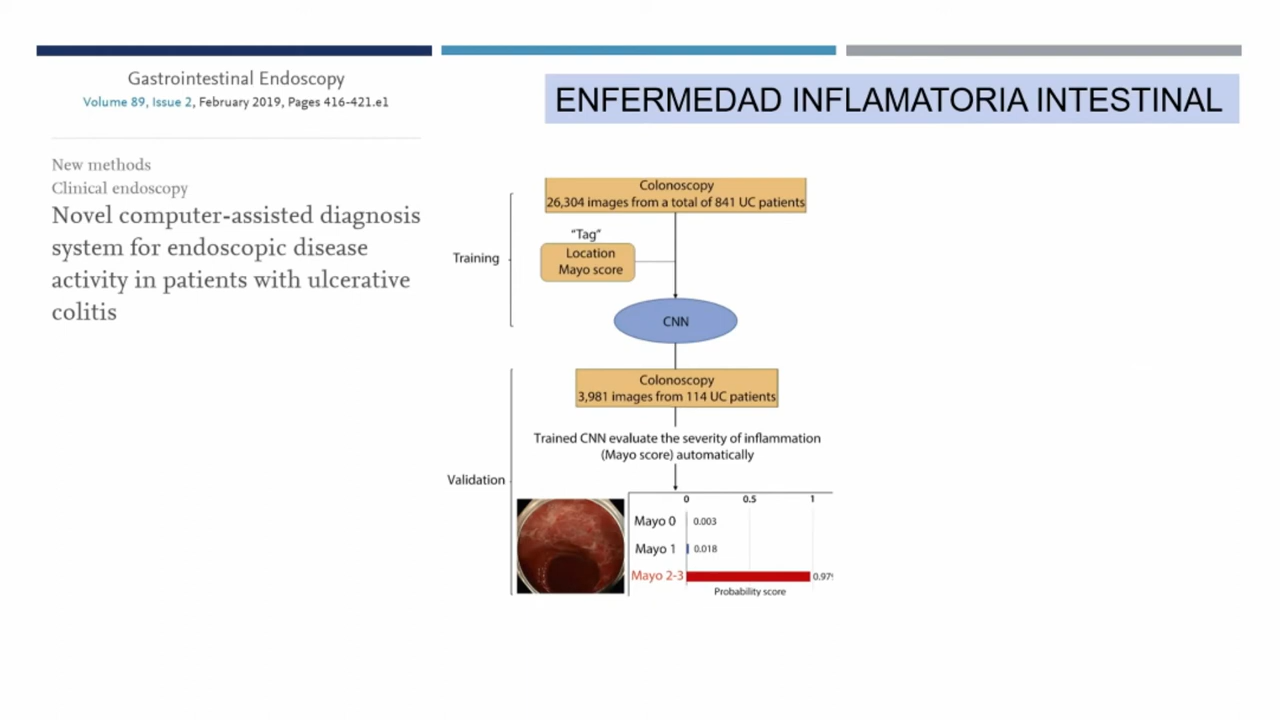 Gastrointestinal Endoscopy
Volume 89, Issue 2, February 2019, Pages 416-421.e1
New methods
Clinical endoscopy
Novel computer-assisted diagnosis
system for endoscopic disease
activity in patients with ulcerative
colitis
ENFERMEDAD INFLAMATORIA INTESTINAL
Colonoscopy
26,304 images from a total of 841 UC patients
"Tag"
Training
Location
Mayo score
CNN
Colonoscopy
3,981 images from 114 UC patients
Trained CNN evaluate the severity of inflammation
(Mayo score) automatically
Validation
0 0.5 1
Mayo 0 0.003
Mayo 1 0.018
Mayo 2-3
Probability score